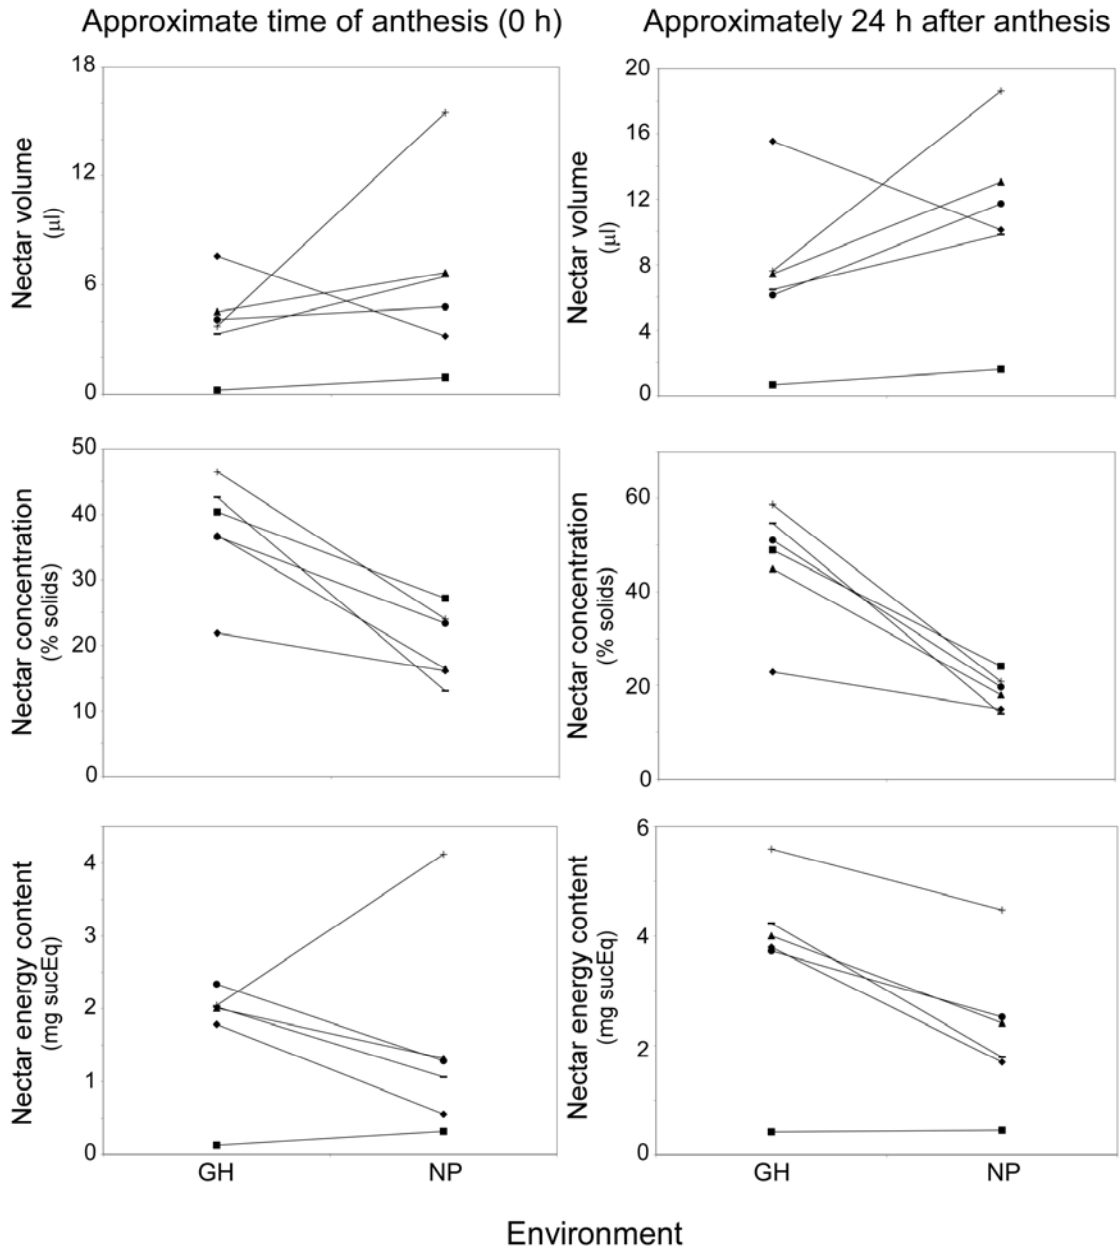 Approximate time of anthesis (0 h)
Approximately 24 h after anthesis
Nectar volume
(μl)
18
12
6
0
Nectar volume
(μl)
20
16
12
8
4
0
Nectar concentration
(% solids)
50
40
30
20
10
0
Nectar concentration
(% solids)
60
40
20
0
Nectar energy content
(mg sucEq)
4
3
2
1
0
GH
NP
Nectar energy content
(mg sucEq)
6
4
2
0
GH
NP
Environment